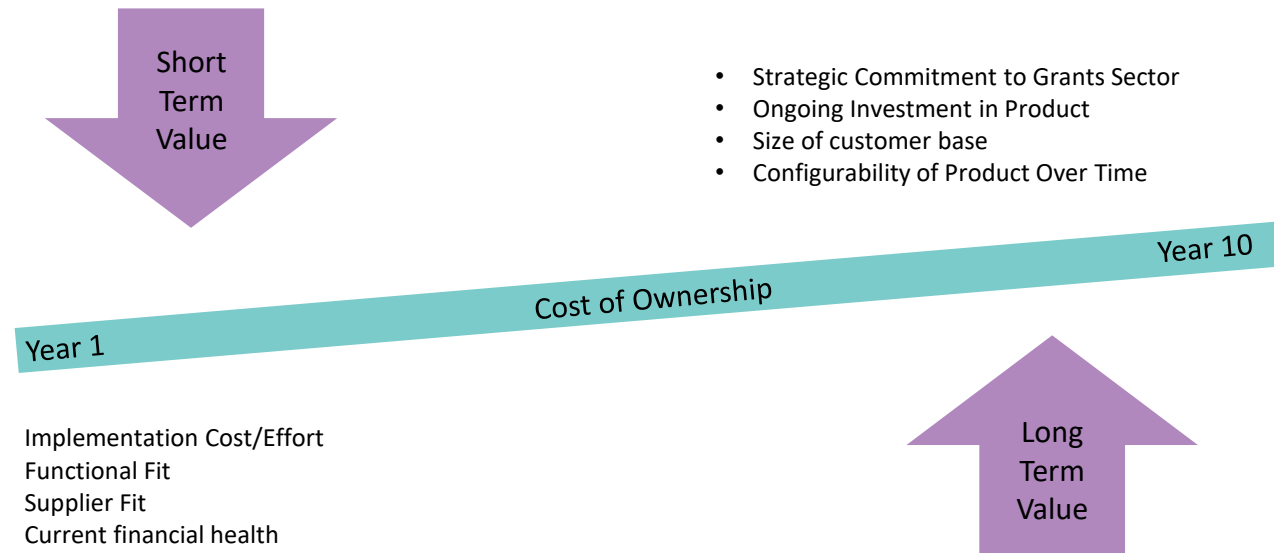 Short
Term
Value
• Strategic Commitment to Grants Sector
• Ongoing Investment in Product
• Size of customer base
• Configurability of Product Over Time
Year 10
Cost of Ownership
Year 1
Implementation Cost/Effort
Functional Fit
Supplier Fit
Current financial health
Long
Term
Value